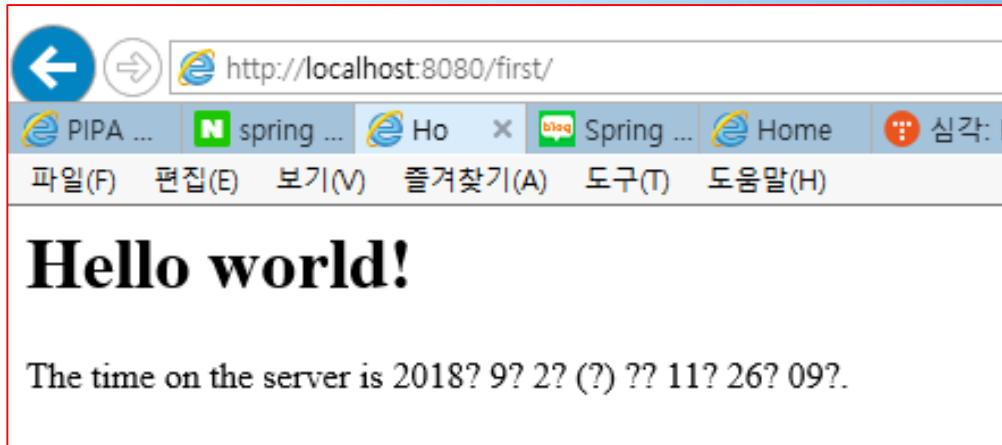 http://localhost:8080/first/
PIPA ... N spring ... Ho × blog Spring ... Home 심각:
파일(F) 편집(E) 보기(V) 즐겨찾기(A) 도구(T) 도움말(H)
Hello world!
The time on the server is 2018? 9? 2? (?) ?? 11? 26? 09?.